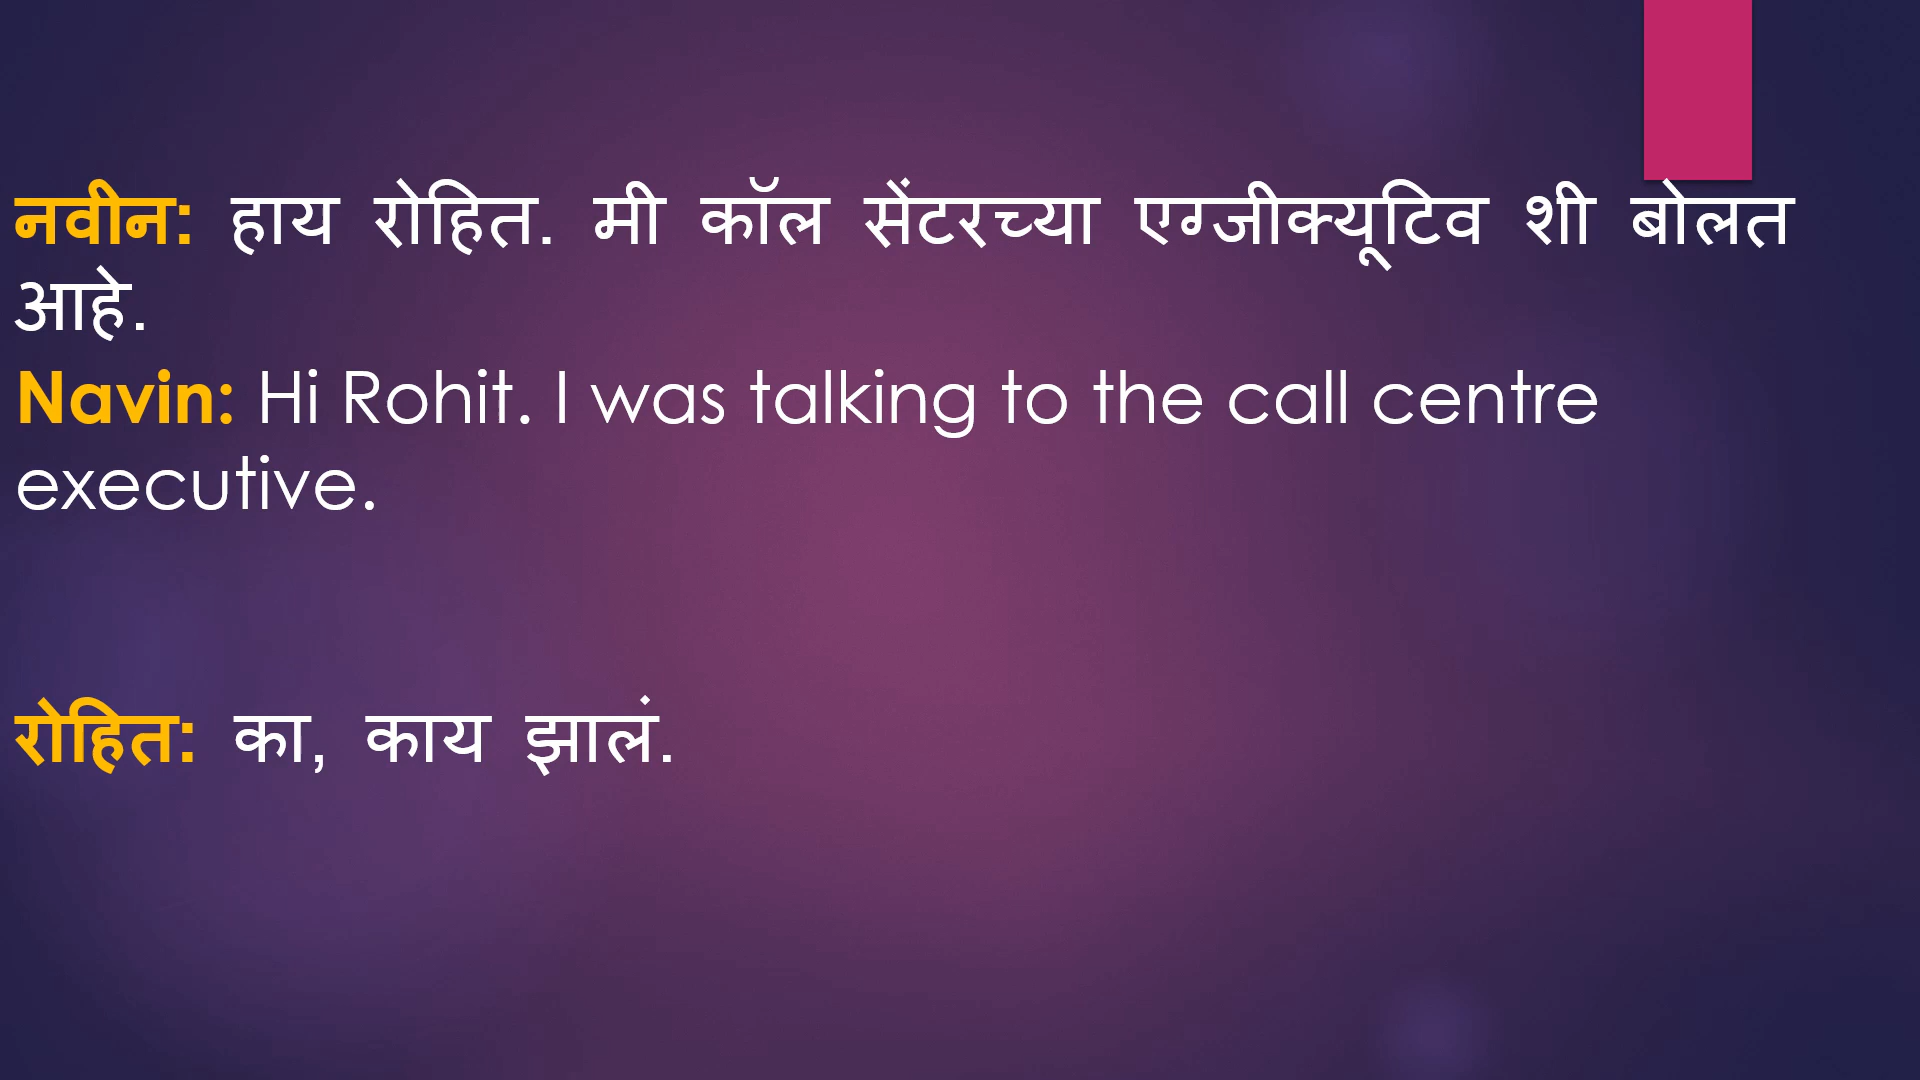 नवीन: हाय रोहित. मी कॉल सेंटरच्या एग्जीक्यूटिव शी बोलत
आहे.
Navin: Hi Rohit. I was talking to the call centre
executive.
रोहित: का, काय झालं.